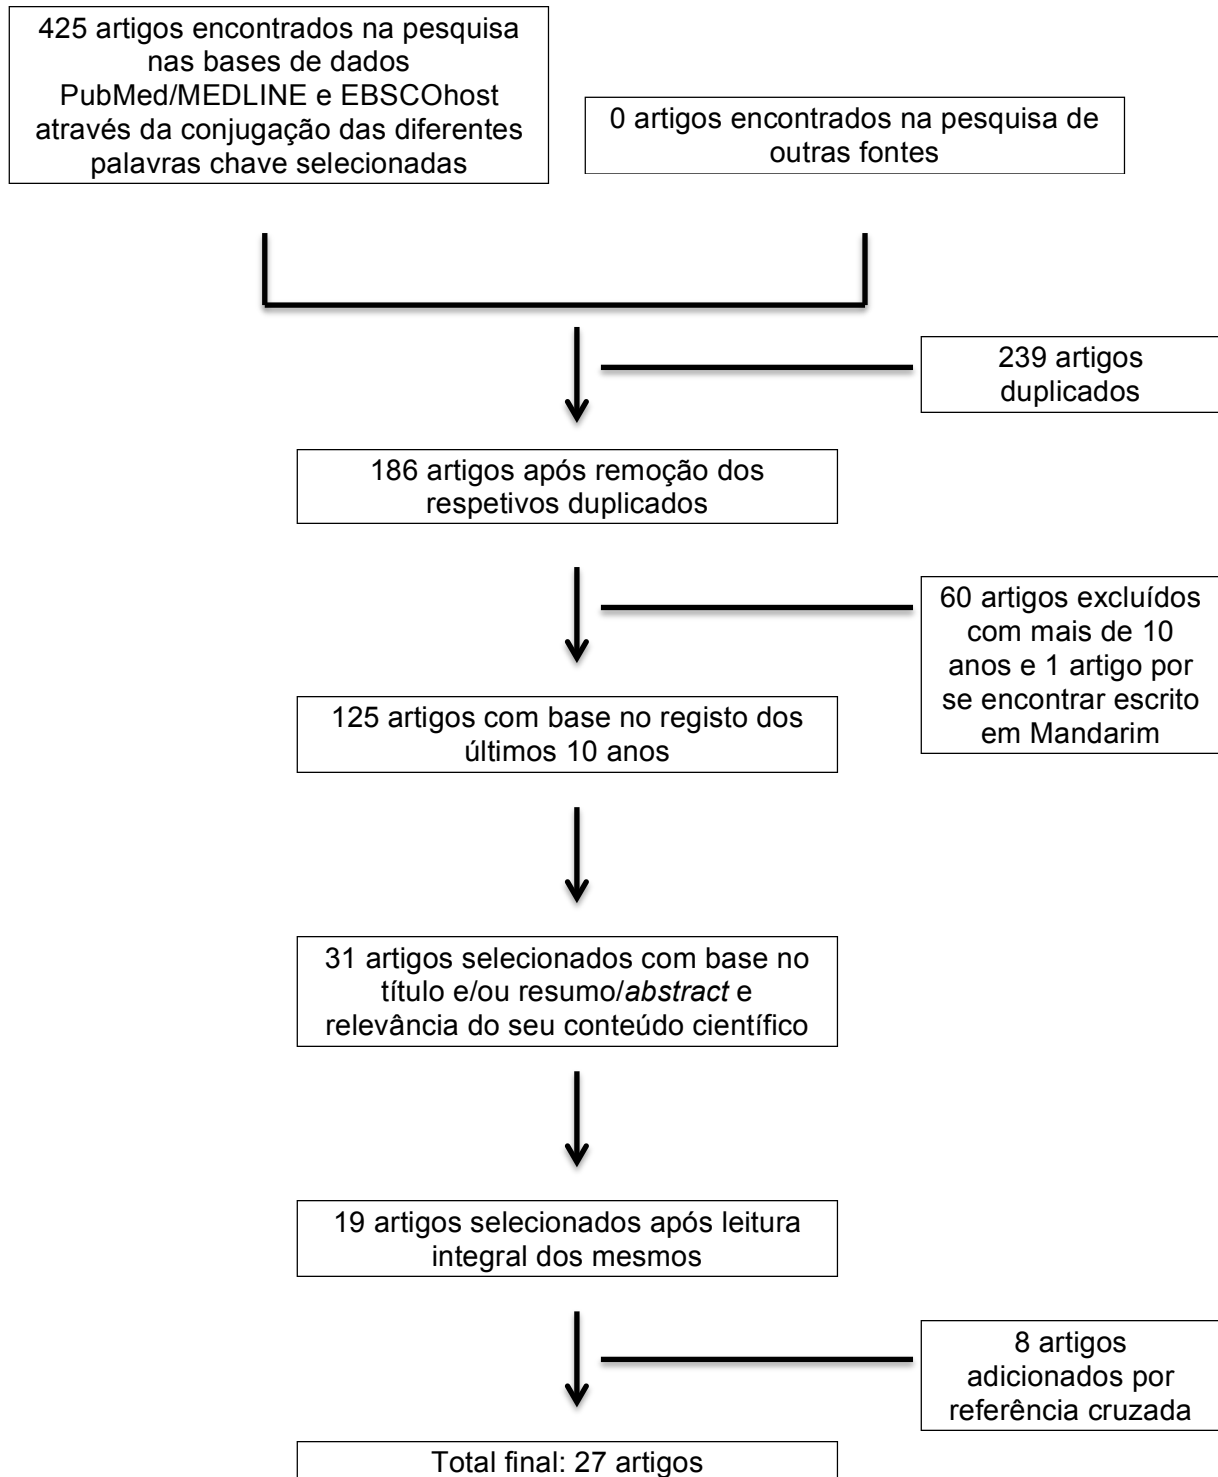 425 artigos encontrados na pesquisa
nas bases de dados
PubMed/MEDLINE e EBSCOhost
através da conjugação das diferentes
palavras chave selecionadas
0 artigos encontrados na pesquisa de
outras fontes
239 artigos
duplicados
186 artigos após remoção dos
respetivos duplicados
60 artigos excluídos
com mais de 10
anos e 1 artigo por
se encontrar escrito
em Mandarim
125 artigos com base no registo dos
últimos 10 anos
31 artigos selecionados com base no
título e/ou resumo/abstract e
relevância do seu conteúdo científico
19 artigos selecionados após leitura
integral dos mesmos
8 artigos
adicionados por
referência cruzada
Total final: 27 artigos